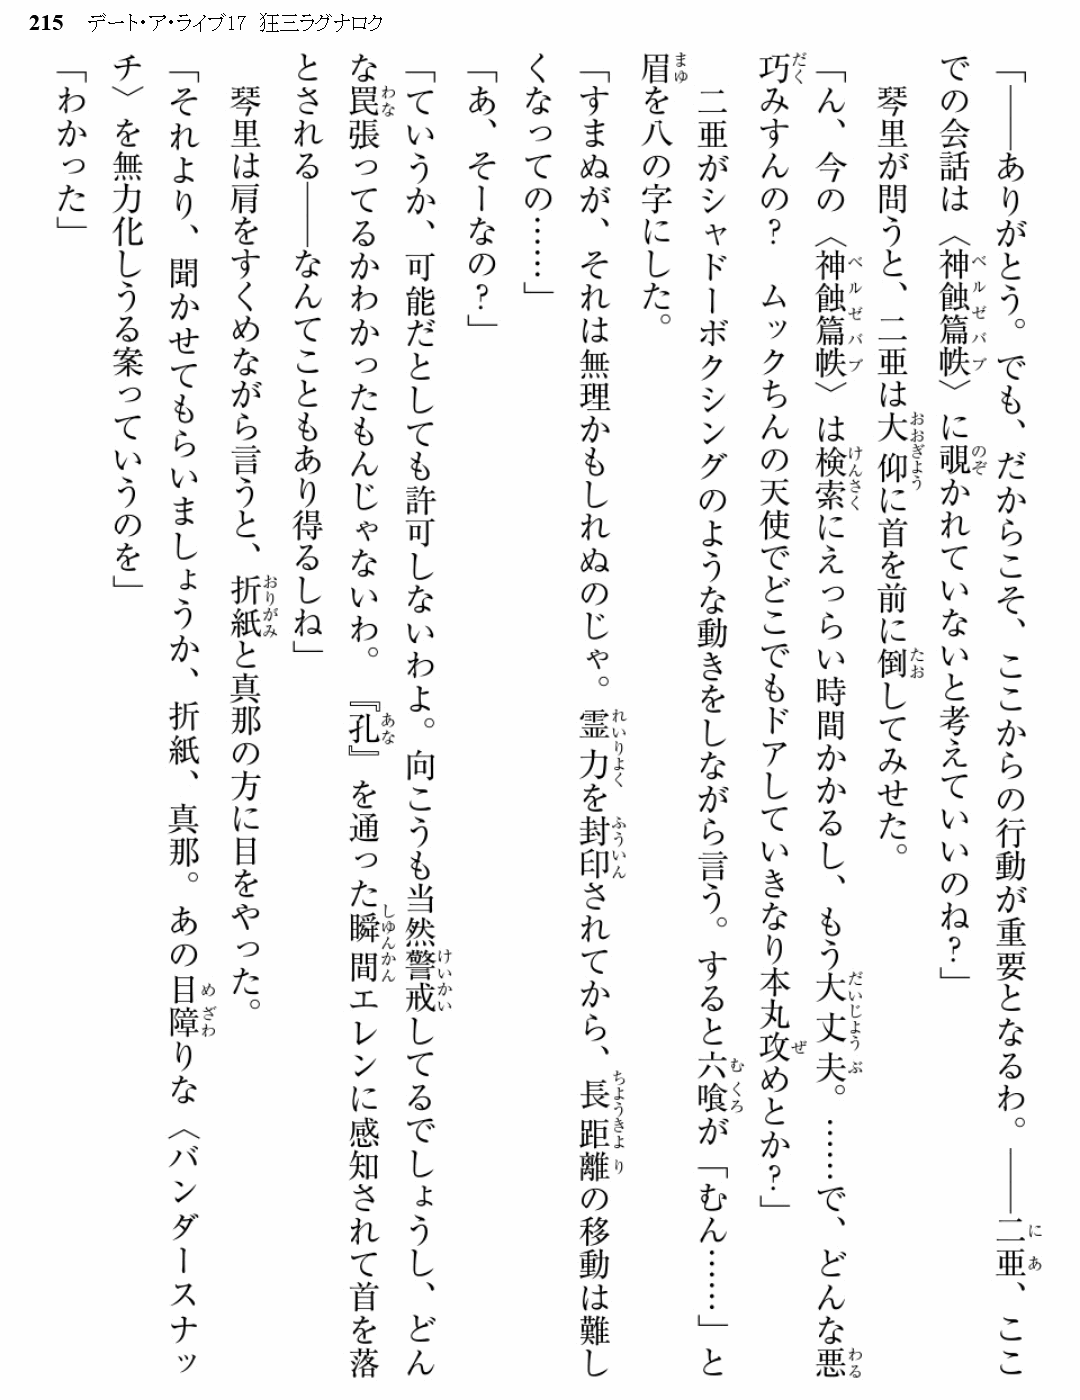 215 デート・ア・ライブ17 狂三ラグナロク
「――ありがとう。でも、だからこそ、ここからの行動が重要となるわ。――二亜、ここ
での会話は〈神蝕篇帙〉に覗かれていないと考えていいのね？」
　琴里が問うと、二亜は大仰に首を前に倒してみせた。
「ん、今の〈神蝕篇帙〉は検索にえっらい時間かかるし、もう大丈夫。……で、どんな悪
巧みすんの？　ムックちんの天使でどこでもドアしていきなり本丸攻めとか？」
　二亜がシャドーボクシングのような動きをしながら言う。すると六喰が「むん……」と
眉を八の字にした。
「すまぬが、それは無理かもしれぬのじゃ。霊力を封印されてから、長距離の移動は難し
くなっての……」
「あ、そーなの？」
「ていうか、可能だとしても許可しないわよ。向こうも当然警戒してるでしょうし、どん
な罠張ってるかわかったもんじゃないわ。『孔』を通った瞬間エレンに感知されて首を落
とされる――なんてこともあり得るしね」
　琴里は肩をすくめながら言うと、折紙と真那の方に目をやった。
「それより、聞かせてもらいましょうか、折紙、真那。あの目障りな〈バンダースナッ
チ〉を無力化しうる案っていうのを」
「わかった」